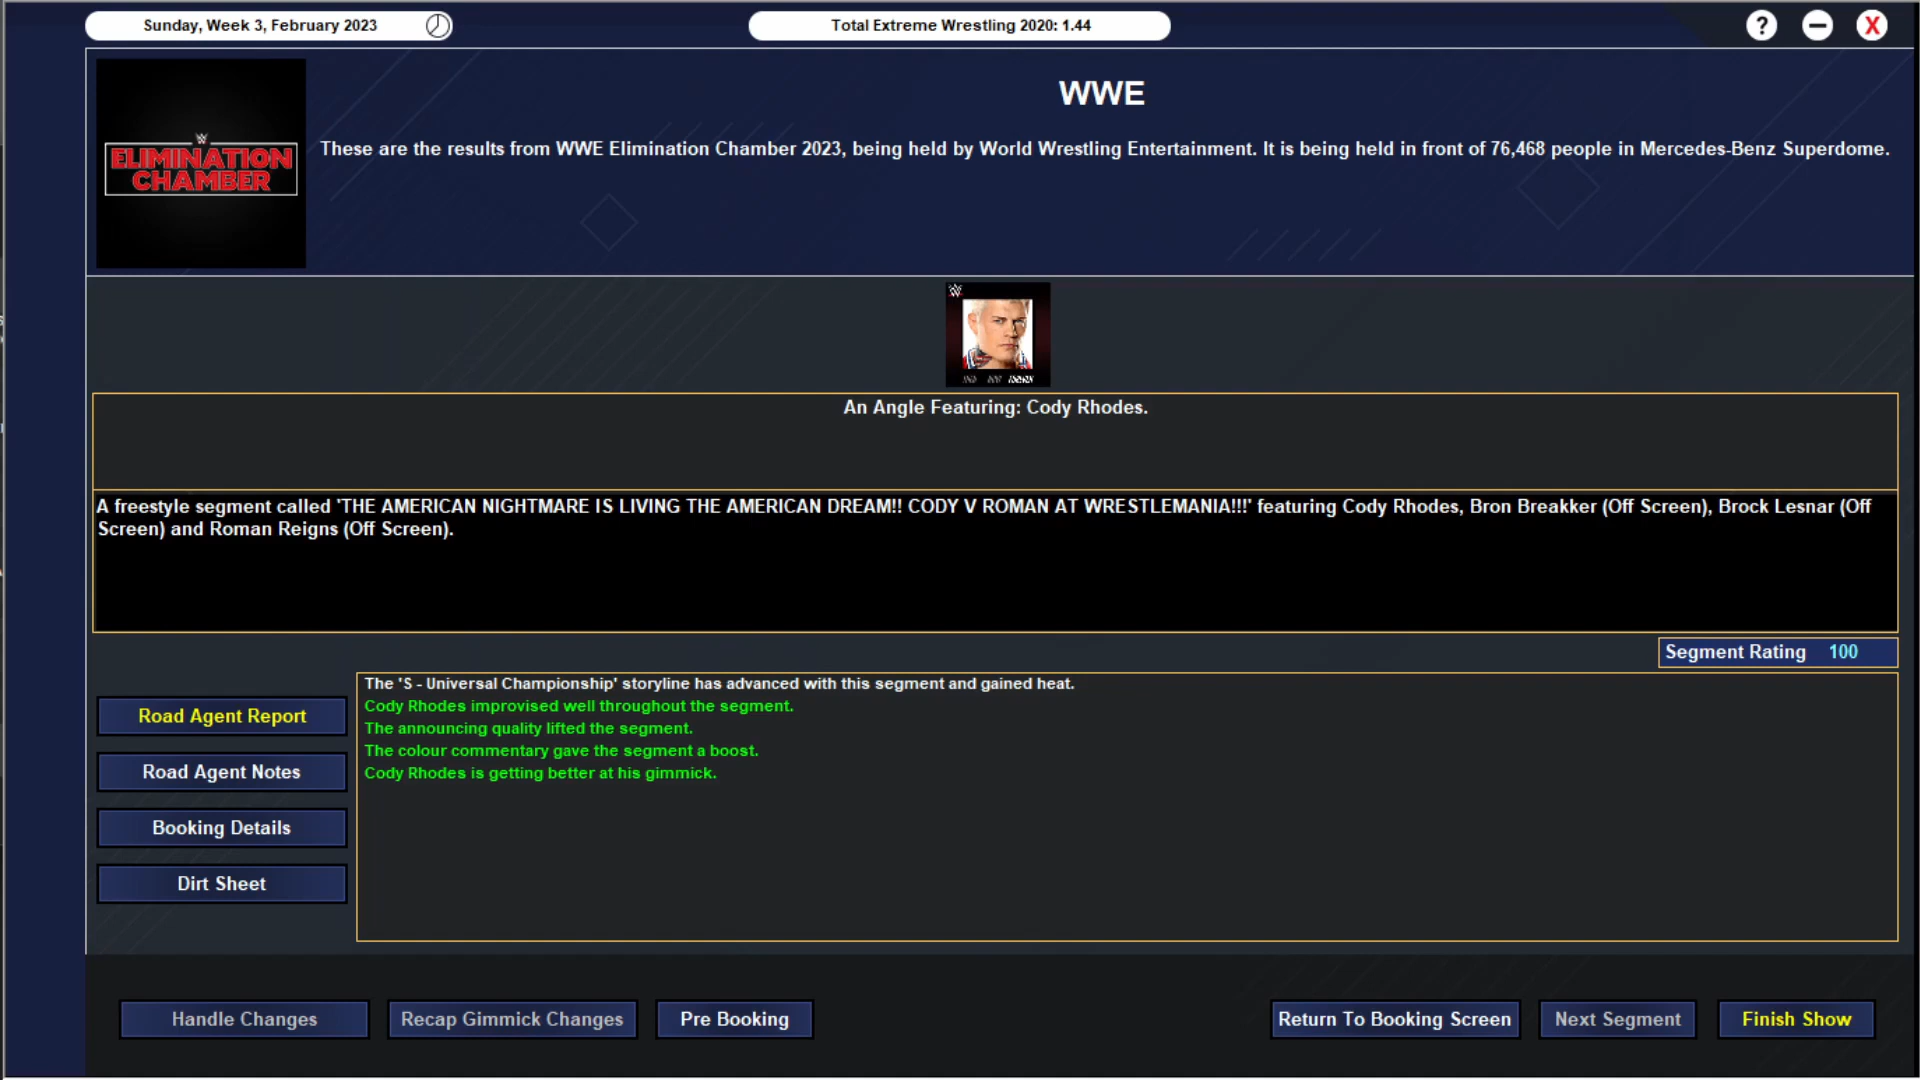 Sunday, Week 3, February 2023
Total Extreme Wrestling 2020: 1.44
?
X
WWE
ELIMINATION
CHAMBER
These are the results from WWE Elimination Chamber 2023, being held by World Wrestling Entertainment. It is being held in front of 76,468 people in Mercedes-Benz Superdome.
An Angle Featuring: Cody Rhodes.
A freestyle segment called 'THE AMERICAN NIGHTMARE IS LIVING THE AMERICAN DREAM!! CODY V ROMAN AT WRESTLEMANIA!!!' featuring Cody Rhodes, Bron Breakker (Off Screen), Brock Lesnar (Off
Screen) and Roman Reigns (Off Screen).
Segment Rating 100
The 'S - Universal Championship' storyline has advanced with this segment and gained heat.
Cody Rhodes improvised well throughout the segment.
The announcing quality lifted the segment.
The colour commentary gave the segment a boost.
Cody Rhodes is getting better at his gimmick.
Road Agent Report
Road Agent Notes
Booking Details
Dirt Sheet
Handle Changes
Recap Gimmick Changes
Pre Booking
Return To Booking Screen
Next Segment
Finish Show